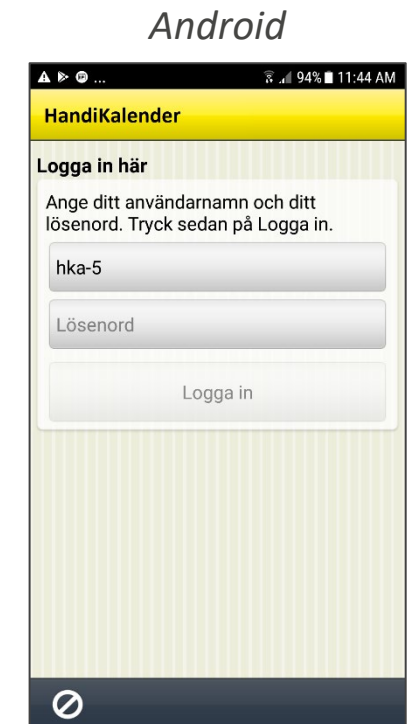 Android
... 94% 11:44 AM
HandiKalender
Logga in här
Ange ditt användarnamn och ditt
lösenord. Tryck sedan på Logga in.
hka-5
Lösenord
Logga in